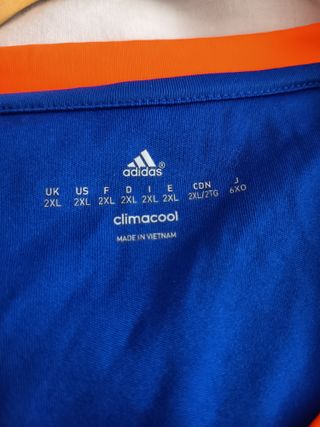 adidas®
UK US F D I E CDN J
2XL 2XL 2XL 2XL 2XL 2XL 2XL/2TG 6XO
climacool
MADE IN VIETNAM